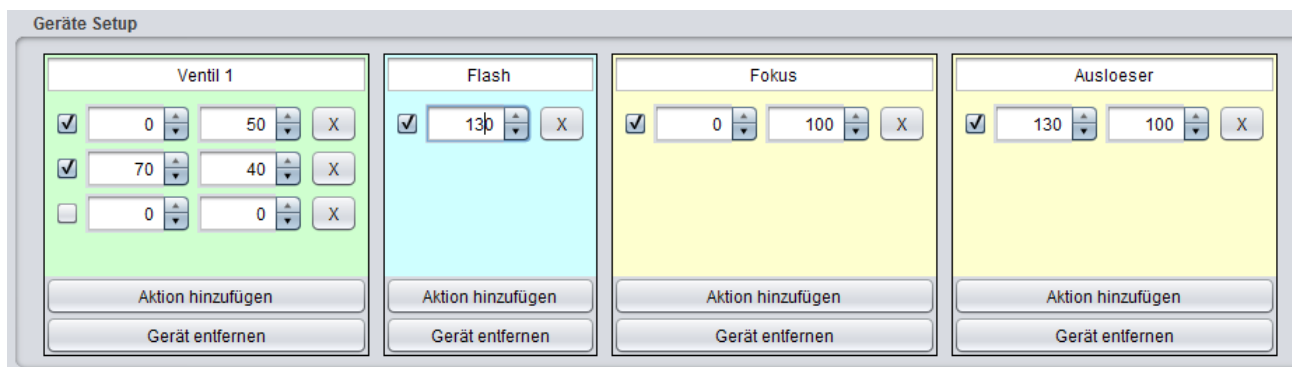 Geräte Setup
Ventil 1
0 50 X
70 40 X
0 0 X
Aktion hinzufügen
Gerät entfernen
Flash
130 X
Aktion hinzufügen
Gerät entfernen
Fokus
0 100 X
Aktion hinzufügen
Gerät entfernen
Ausloeser
130 100 X
Aktion hinzufügen
Gerät entfernen